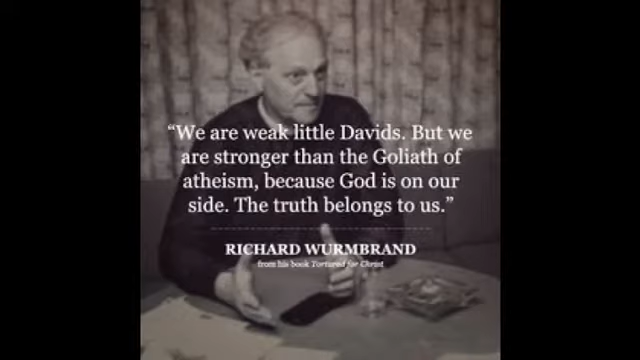 “We are weak little Davids. But we
are stronger than the Goliath of
atheism, because God is on our
side. The truth belongs to us.”
RICHARD WURMBRAND
from his book Tortured for Christ